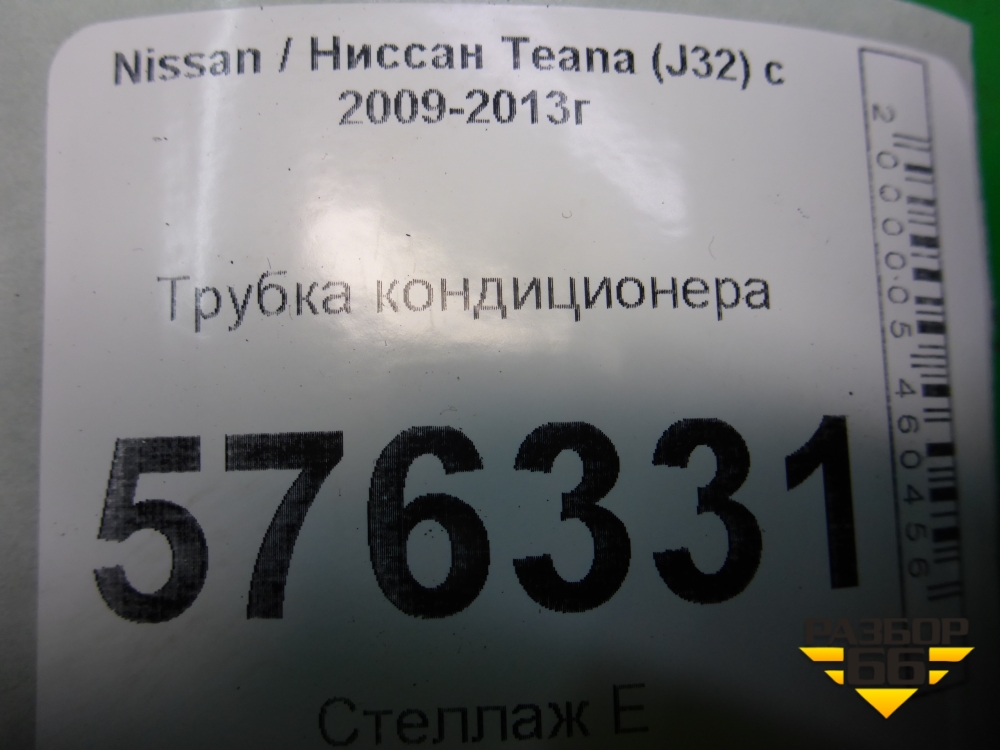 Nissan / Ниссан Teana (J32) с
2009-2013г
Трубка кондиционера
576331
Стеллаж Е
2000005460456
РАЗБОР
66